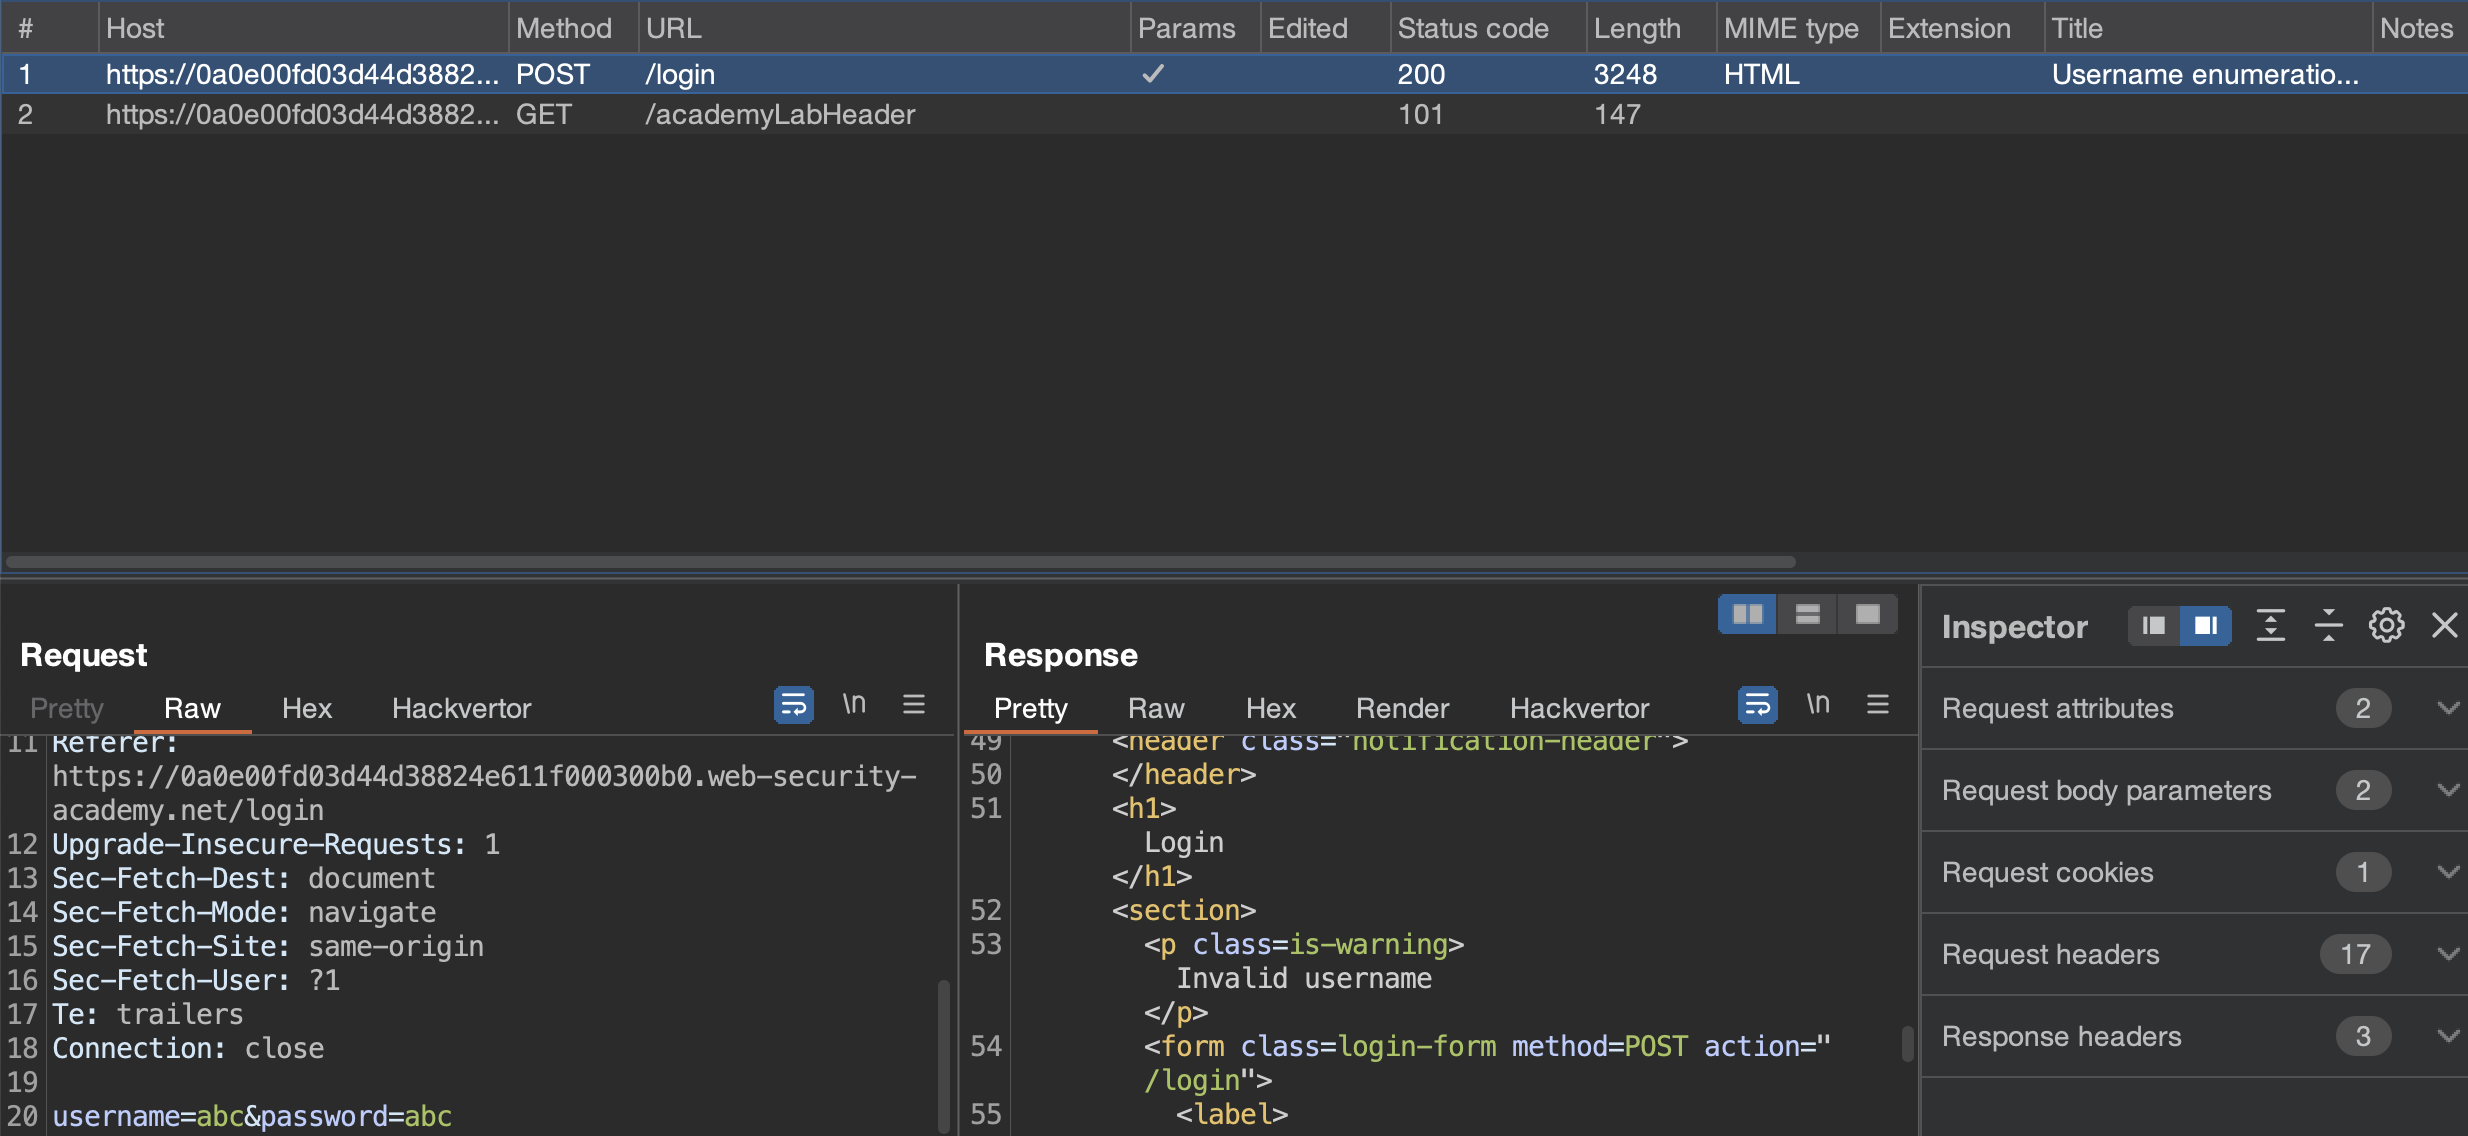 # Host Method URL Params Edited Status code Length MIME type Extension Title Notes
1 https://0a0e00fd03d44d3882... POST /login ✓ 200 3248 HTML Username enumeratio...
2 https://0a0e00fd03d44d3882... GET /academyLabHeader 101 147
Request
Pretty Raw Hex Hackvertor \n
11 Referer:
https://0a0e00fd03d44d38824e611f000300b0.web-security-
academy.net/login
12 Upgrade-Insecure-Requests: 1
13 Sec-Fetch-Dest: document
14 Sec-Fetch-Mode: navigate
15 Sec-Fetch-Site: same-origin
16 Sec-Fetch-User: ?1
17 Te: trailers
18 Connection: close
19
20 username=abc&password=abc
Response
Pretty Raw Hex Render Hackvertor \n
49 <header class="notification-header">
50 </header>
51 <h1>
Login
</h1>
52 <section>
53 <p class=is-warning>
Invalid username
</p>
54 <form class=login-form method=POST action="
/login">
55 <label>
Inspector
Request attributes 2
Request body parameters 2
Request cookies 1
Request headers 17
Response headers 3